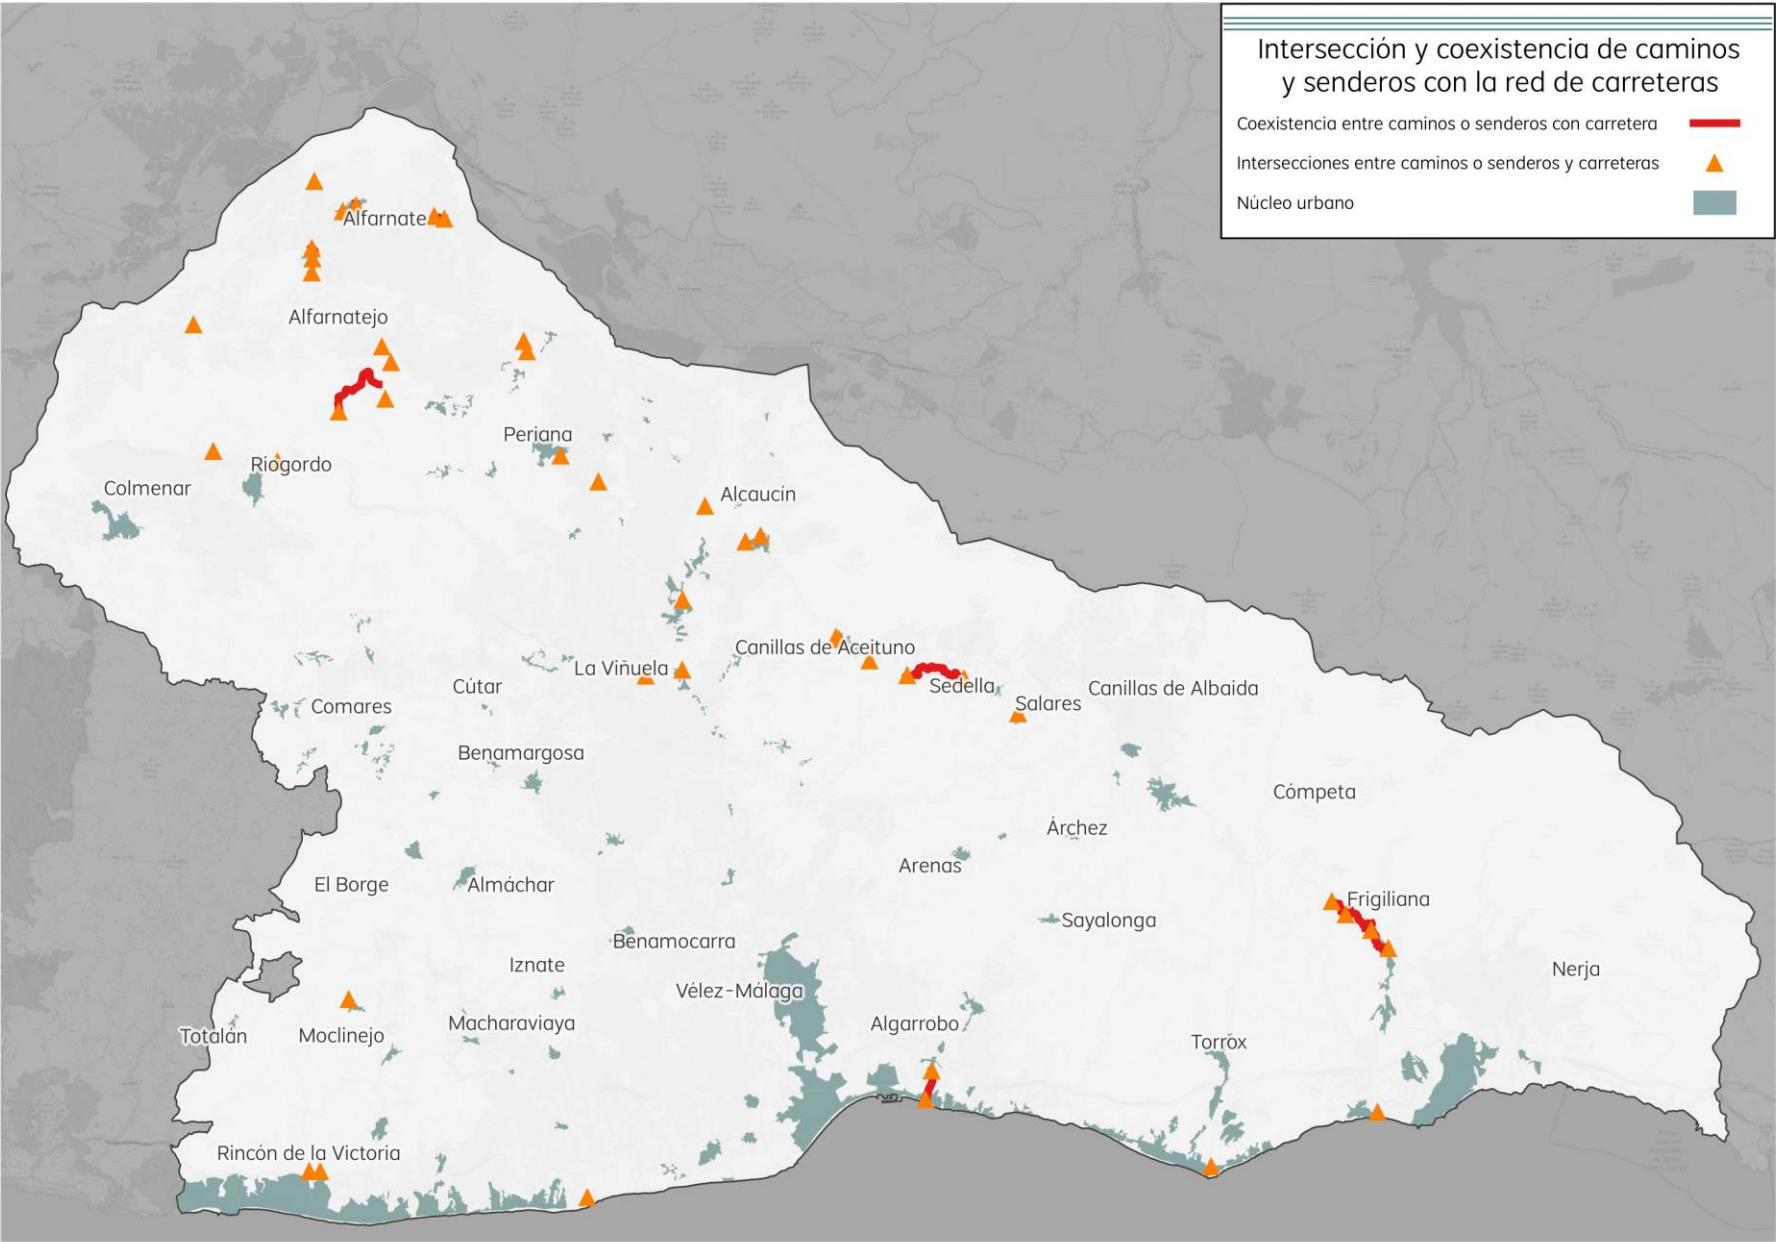 Intersección y coexistencia de caminos
y senderos con la red de carreteras
Coexistencia entre caminos o senderos con carretera
Intersecciones entre caminos o senderos y carreteras
Núcleo urbano
Alfarnate
Alfarnatejo
Periana
Riogordo
Colmenar
Alcaucín
Canillas de Aceituno
La Viñuela
Sedella
Cútar
Canillas de Albaida
Comares
Salares
Benamargosa
Cómpeta
Árchez
Arenas
El Borge
Almáchar
Frigiliana
Sayalonga
Benamocarra
Iznate
Nerja
Vélez-Málaga
Macharaviaya
Algarrobo
Totalán
Moclinejo
Torrox
Rincón de la Victoria